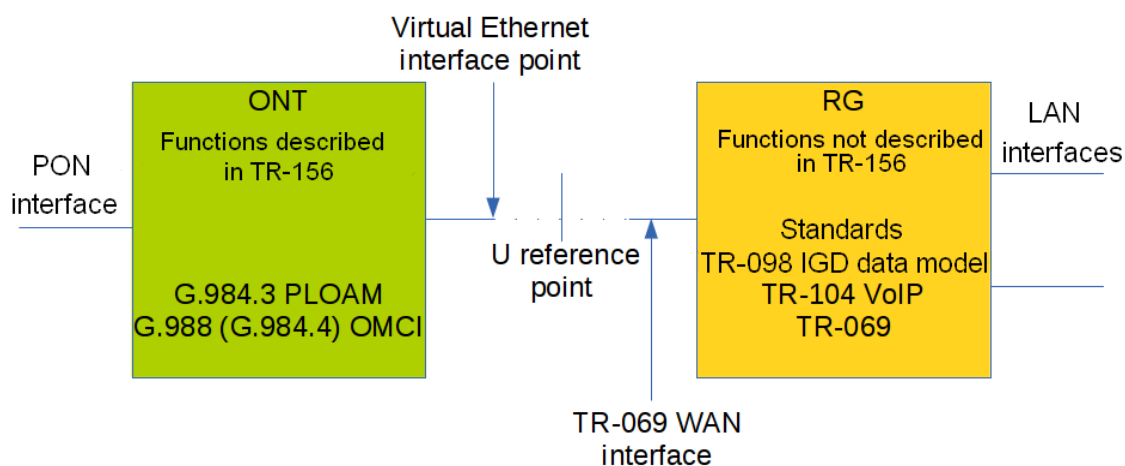 Virtual Ethernet
interface point
ONT
Functions described
in TR-156
G.984.3 PLOAM
G.988 (G.984.4) OMCI
PON
interface
U reference
point
TR-069 WAN
interface
RG
Functions not described
in TR-156
Standards
TR-098 IGD data model
TR-104 VoIP
TR-069
LAN
interfaces